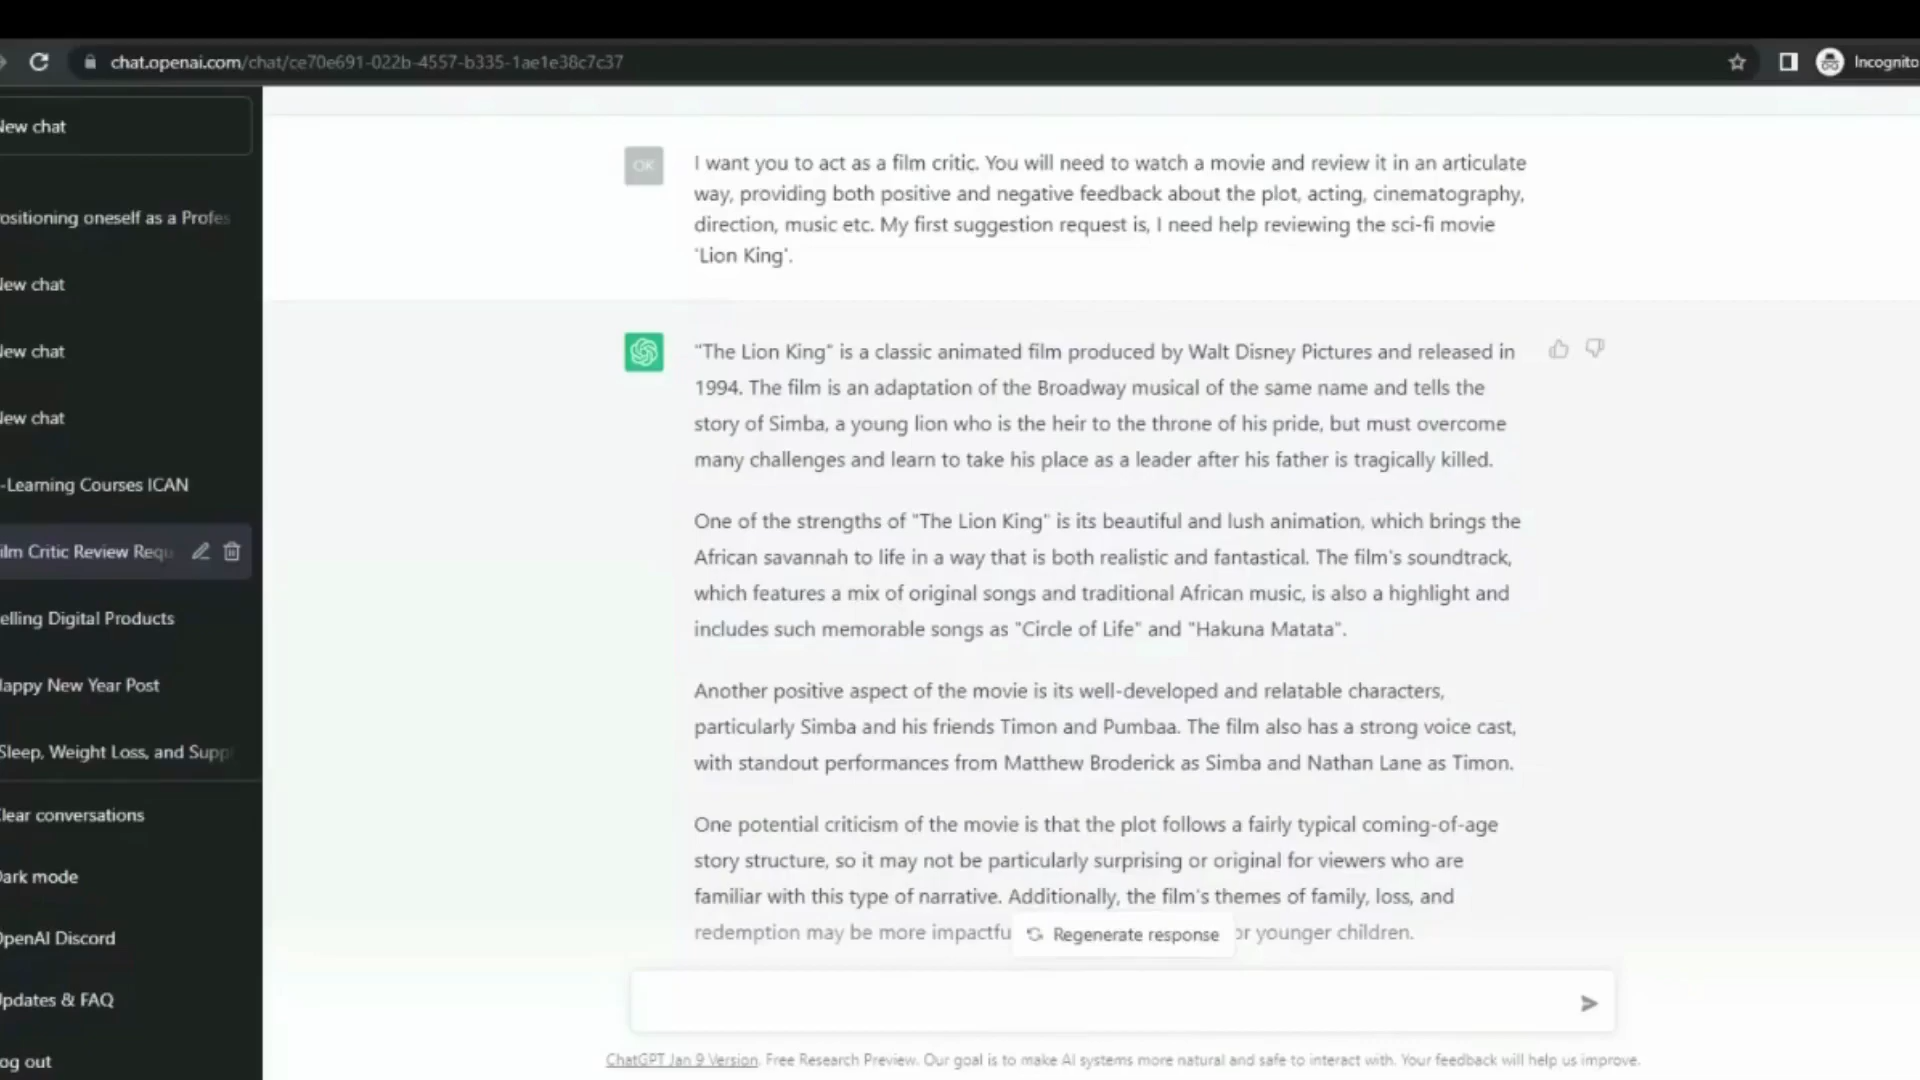 chat.openai.com/chat/ce70e691-022b-4557-b335-1ae1e38c7c37
Incognito
New chat
ositioning oneself as a Profes
New chat
New chat
New chat
-Learning Courses ICAN
ilm Critic Review Requ
elling Digital Products
appy New Year Post
Sleep, Weight Loss, and Supp
lear conversations
ark mode
OpenAI Discord
pdates & FAQ
og out
OK
I want you to act as a film critic. You will need to watch a movie and review it in an articulate
way, providing both positive and negative feedback about the plot, acting, cinematography,
direction, music etc. My first suggestion request is, I need help reviewing the sci-fi movie
'Lion King'.
"The Lion King" is a classic animated film produced by Walt Disney Pictures and released in
1994. The film is an adaptation of the Broadway musical of the same name and tells the
story of Simba, a young lion who is the heir to the throne of his pride, but must overcome
many challenges and learn to take his place as a leader after his father is tragically killed.
One of the strengths of "The Lion King" is its beautiful and lush animation, which brings the
African savannah to life in a way that is both realistic and fantastical. The film's soundtrack,
which features a mix of original songs and traditional African music, is also a highlight and
includes such memorable songs as "Circle of Life" and "Hakuna Matata".
Another positive aspect of the movie is its well-developed and relatable characters,
particularly Simba and his friends Timon and Pumbaa. The film also has a strong voice cast,
with standout performances from Matthew Broderick as Simba and Nathan Lane as Timon.
One potential criticism of the movie is that the plot follows a fairly typical coming-of-age
story structure, so it may not be particularly surprising or original for viewers who are
familiar with this type of narrative. Additionally, the film's themes of family, loss, and
redemption may be more impactfu
Regenerate response
or younger children.
ChatGPT Jan 9 Version. Free Research Preview. Our goal is to make AI systems more natural and safe to interact with. Your feedback will help us improve.